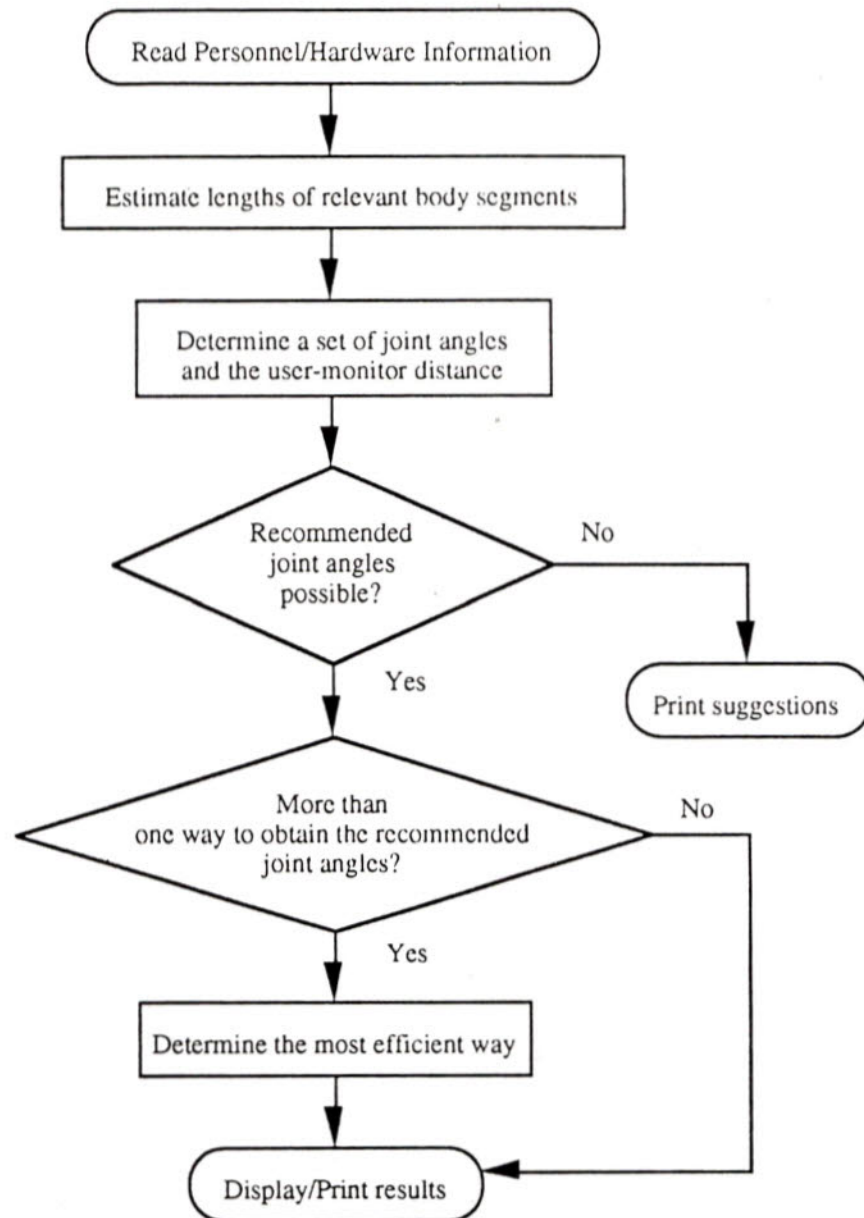 Read Personnel/Hardware Information
Estimate lengths of relevant body segments
Determine a set of joint angles
and the user-monitor distance
Recommended
joint angles
possible?
No
Yes
Print suggestions
More than
one way to obtain the recommended
joint angles?
No
Yes
Determine the most efficient way
Display/Print results